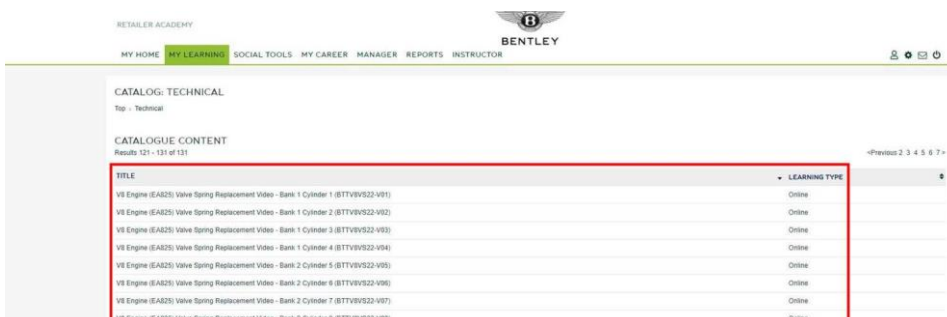 RETAILER ACADEMY
B
BENTLEY
MY HOME MY LEARNING SOCIAL TOOLS MY CAREER MANAGER REPORTS INSTRUCTOR
CATALOG: TECHNICAL
Top › Technical
CATALOGUE CONTENT
Results 121 - 131 of 131
<Previous 2 3 4 5 6 7>
TITLE LEARNING TYPE
V8 Engine (EA825) Valve Spring Replacement Video - Bank 1 Cylinder 1 (BTTV8VS22-V01) Online
V8 Engine (EA825) Valve Spring Replacement Video - Bank 1 Cylinder 2 (BTTV8VS22-V02) Online
V8 Engine (EA825) Valve Spring Replacement Video - Bank 1 Cylinder 3 (BTTV8VS22-V03) Online
V8 Engine (EA825) Valve Spring Replacement Video - Bank 1 Cylinder 4 (BTTV8VS22-V04) Online
V8 Engine (EA825) Valve Spring Replacement Video - Bank 2 Cylinder 5 (BTTV8VS22-V05) Online
V8 Engine (EA825) Valve Spring Replacement Video - Bank 2 Cylinder 6 (BTTV8VS22-V06) Online
V8 Engine (EA825) Valve Spring Replacement Video - Bank 2 Cylinder 7 (BTTV8VS22-V07) Online